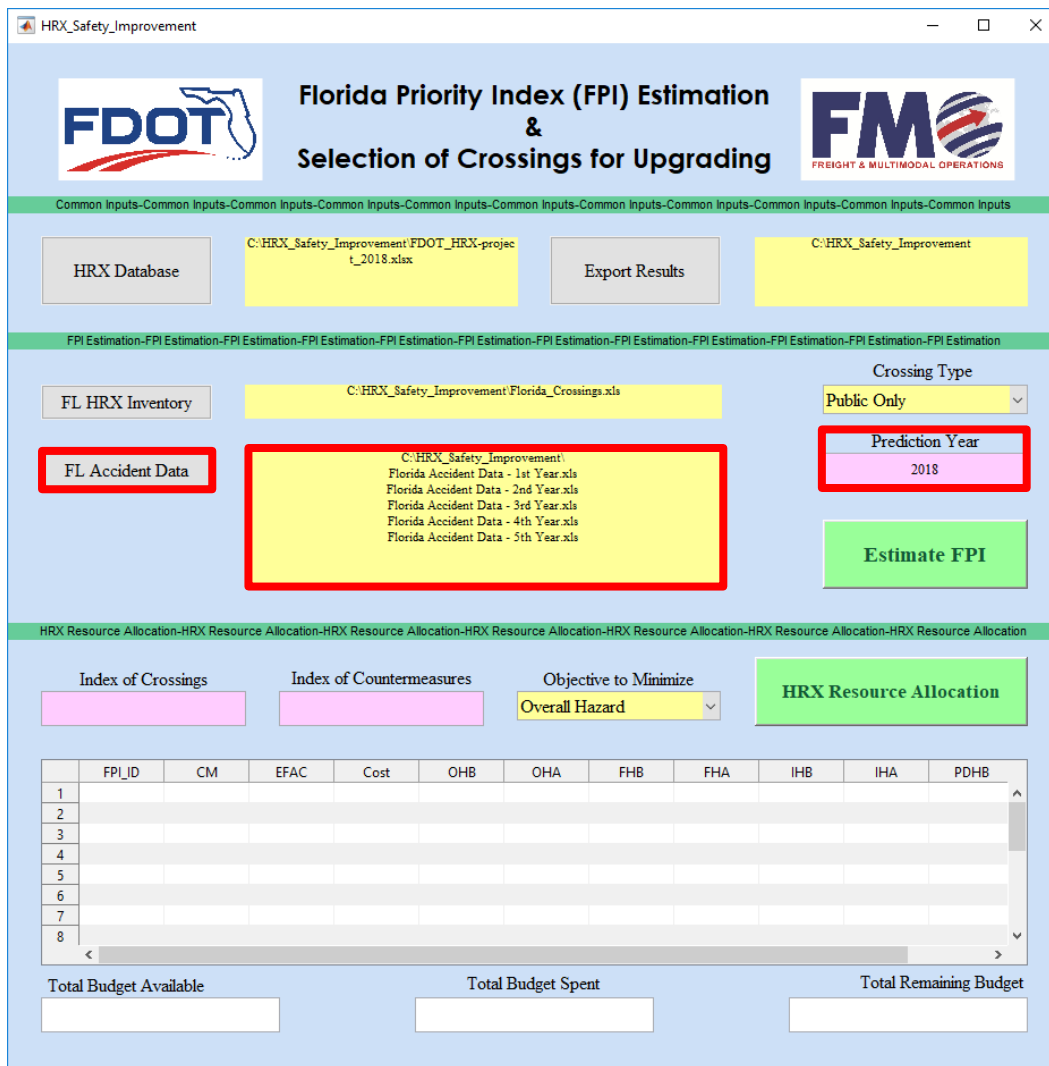 HRX_Safety_Improvement
FDOT
Florida Priority Index (FPI) Estimation
&
Selection of Crossings for Upgrading
FMO
FREIGHT & MULTIMODAL OPERATIONS
Common Inputs-Common Inputs-Common Inputs-Common Inputs-Common Inputs-Common Inputs-Common Inputs-Common Inputs-Common Inputs-Common Inputs-Common Inputs
HRX Database
C:\HRX_Safety_Improvement\FDOT_HRX-projec
t_2018.xlsx
Export Results
C:\HRX_Safety_Improvement
FPI Estimation-FPI Estimation-FPI Estimation-FPI Estimation-FPI Estimation-FPI Estimation-FPI Estimation-FPI Estimation-FPI Estimation-FPI Estimation-FPI Estimation-FPI Estimation
Crossing Type
FL HRX Inventory
C:\HRX_Safety_Improvement\Florida_Crossings.xls
Public Only
Prediction Year
2018
FL Accident Data
C:\HRX_Safety_Improvement\
Florida Accident Data - 1st Year.xls
Florida Accident Data - 2nd Year.xls
Florida Accident Data - 3rd Year.xls
Florida Accident Data - 4th Year.xls
Florida Accident Data - 5th Year.xls
Estimate FPI
HRX Resource Allocation-HRX Resource Allocation-HRX Resource Allocation-HRX Resource Allocation-HRX Resource Allocation-HRX Resource Allocation-HRX Resource Allocation
Index of Crossings
Index of Countermeasures
Objective to Minimize
Overall Hazard
HRX Resource Allocation
FPI_ID CM EFAC Cost OHB OHA FHB FHA IHB IHA PDHB
1
2
3
4
5
6
7
8
Total Budget Available
Total Budget Spent
Total Remaining Budget